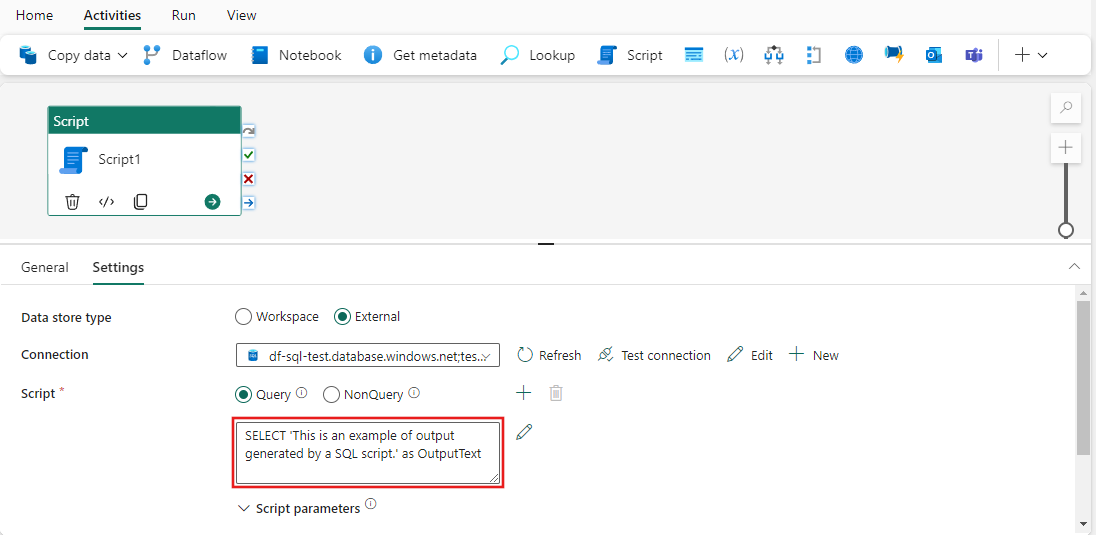 Home Activities Run View
Copy data Dataflow Notebook Get metadata Lookup Script (x)
Script
Script1
General Settings
Data store type Workspace External
Connection df-sql-test.database.windows.net;tes... Refresh Test connection Edit New
Script * Query NonQuery
SELECT 'This is an example of output
generated by a SQL script.' as OutputText
Script parameters